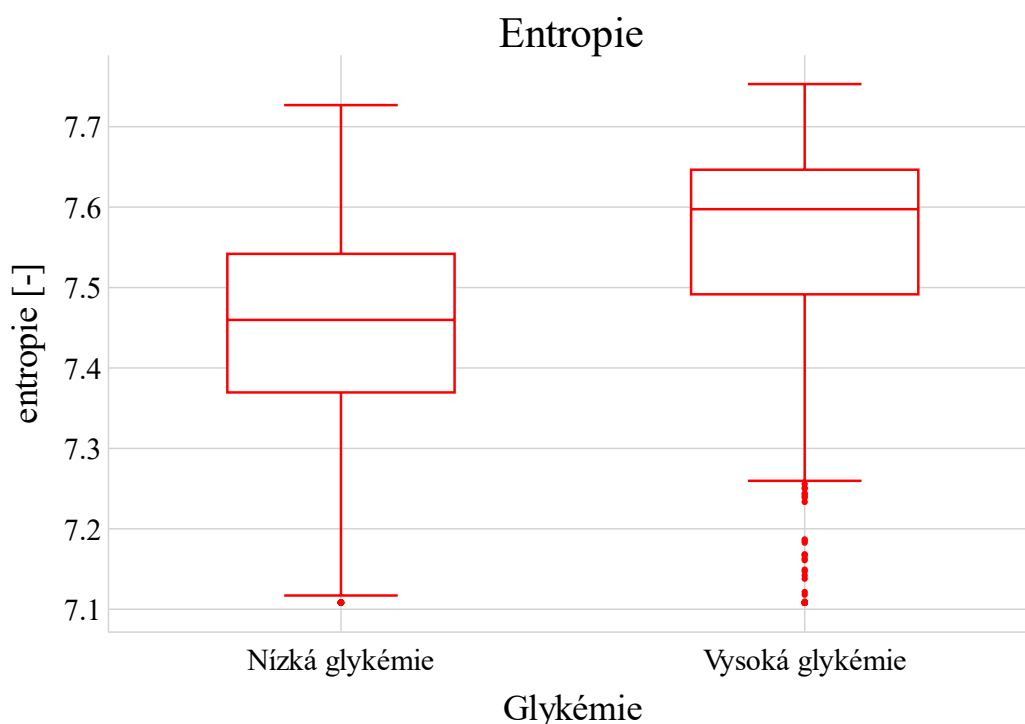 Entropie
entropie [-]
7.7
7.6
7.5
7.4
7.3
7.2
7.1
Nízká glykémie
Vysoká glykémie
Glykémie